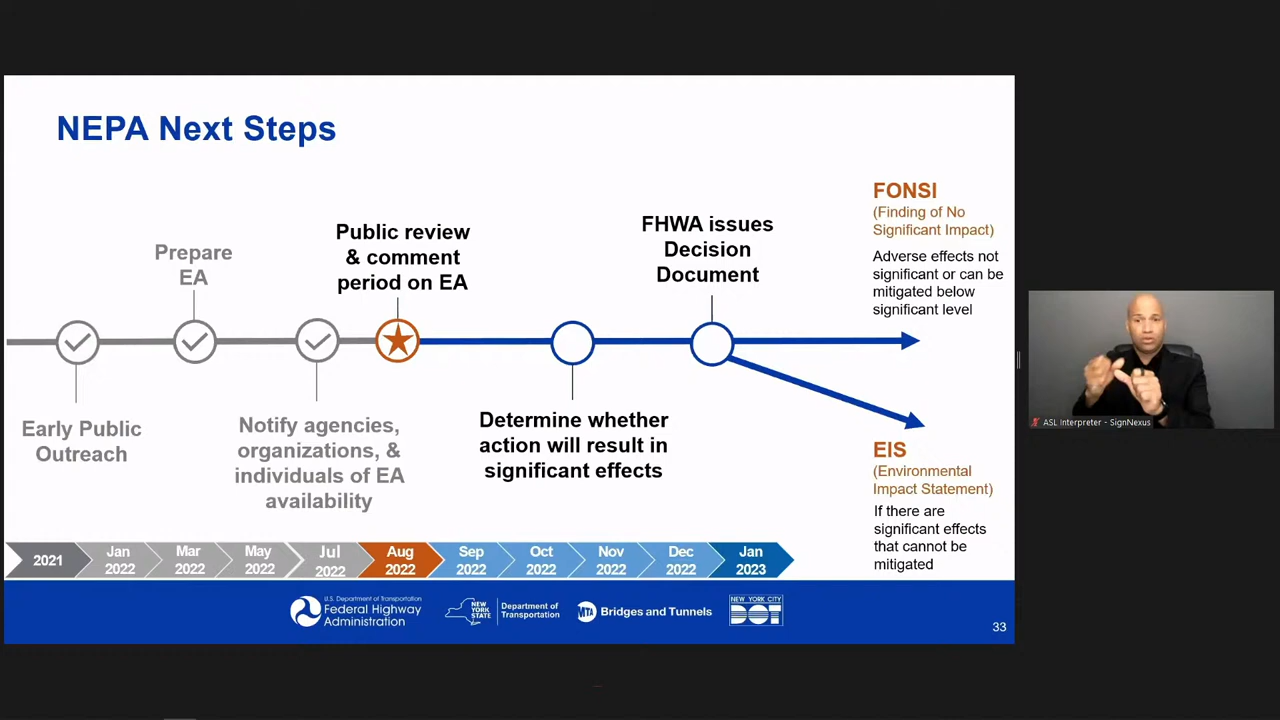 NEPA Next Steps
Early Public
Outreach
Prepare
EA
Notify agencies,
organizations, &
individuals of EA
availability
Public review
& comment
period on EA
Determine whether
action will result in
significant effects
FHWA issues
Decision
Document
FONSI
(Finding of No
Significant Impact)
Adverse effects not
significant or can be
mitigated below
significant level
EIS
(Environmental
Impact Statement)
If there are
significant effects
that cannot be
mitigated
2021
Jan
2022
Mar
2022
May
2022
Jul
2022
Aug
2022
Sep
2022
Oct
2022
Nov
2022
Dec
2022
Jan
2023
U.S. Department of Transportation
Federal Highway
Administration
NEW
YORK
STATE
Department of
Transportation
MTA Bridges and Tunnels
NEW YORK CITY
DOT
33
ASL Interpreter - SignNexus